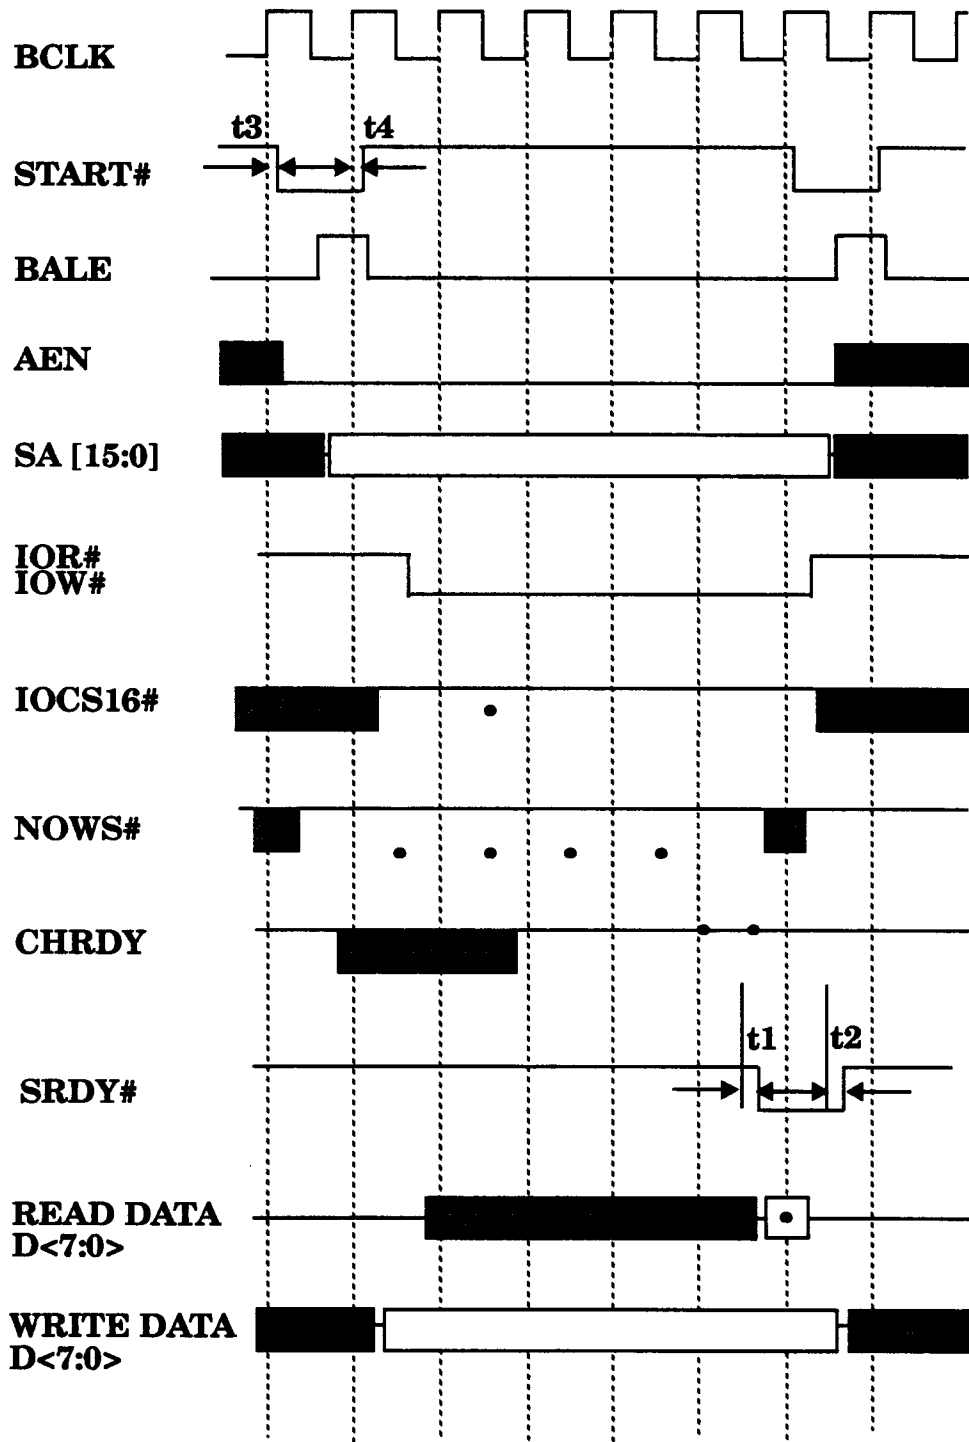 BCLK
t3 t4
START#
BALE
AEN
SA [15:0]
IOR#
IOW#
IOCS16#
NOWS#
CHRDY
t1 t2
SRDY#
READ DATA
D<7:0>
WRITE DATA
D<7:0>